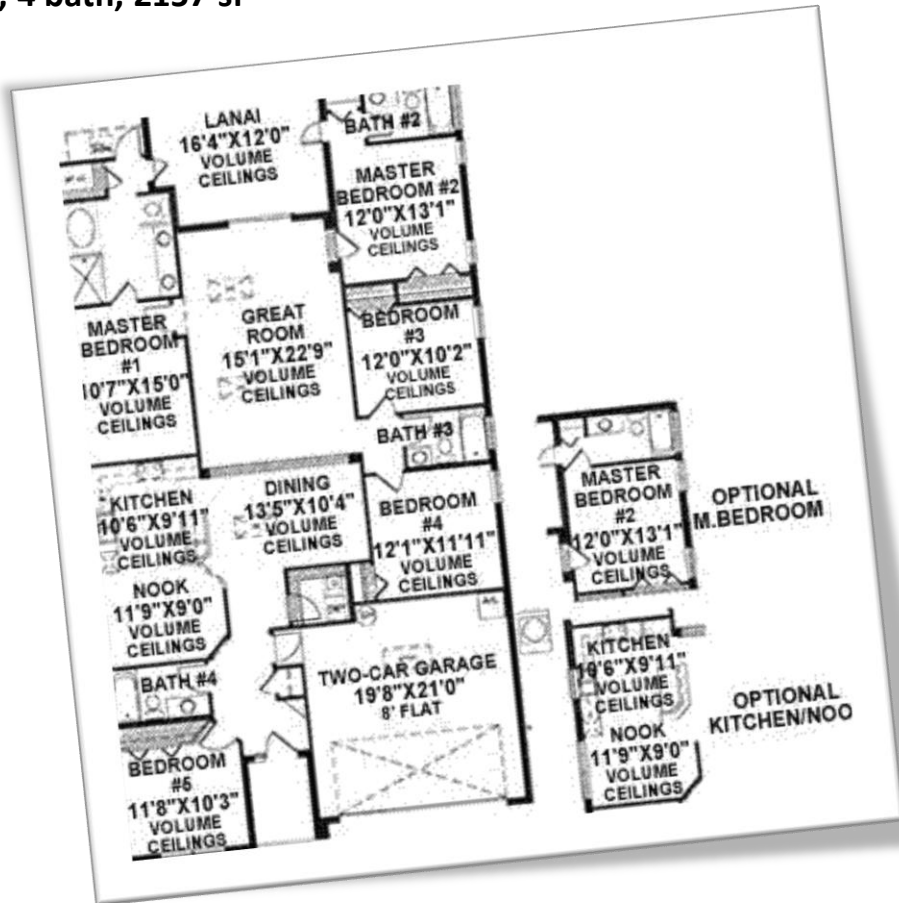 , 4 bath, 2157 sf
LANAI
16'4"X12'0"
VOLUME
CEILINGS
BATH #2
MASTER
BEDROOM #2
12'0"X13'1"
VOLUME
CEILINGS
MASTER
BEDROOM
#1
10'7"X15'0"
VOLUME
CEILINGS
GREAT
ROOM
15'1"X22'9"
VOLUME
CEILINGS
BEDROOM
#3
12'0"X10'2"
VOLUME
CEILINGS
BATH #3
KITCHEN
10'6"X9'11"
VOLUME
CEILINGS
DINING
13'5"X10'4"
VOLUME
CEILINGS
BEDROOM
#4
12'1"X11'11"
VOLUME
CEILINGS
NOOK
11'9"X9'0"
VOLUME
CEILINGS
BATH #4
TWO-CAR GARAGE
19'8"X21'0"
8' FLAT
BEDROOM
#5
11'8"X10'3"
VOLUME
CEILINGS
MASTER
BEDROOM
#2
12'0"X13'1"
VOLUME
CEILINGS
OPTIONAL
M.BEDROOM
KITCHEN
10'6"X9'11"
VOLUME
CEILINGS
NOOK
11'9"X9'0"
VOLUME
CEILINGS
OPTIONAL
KITCHEN/NOO